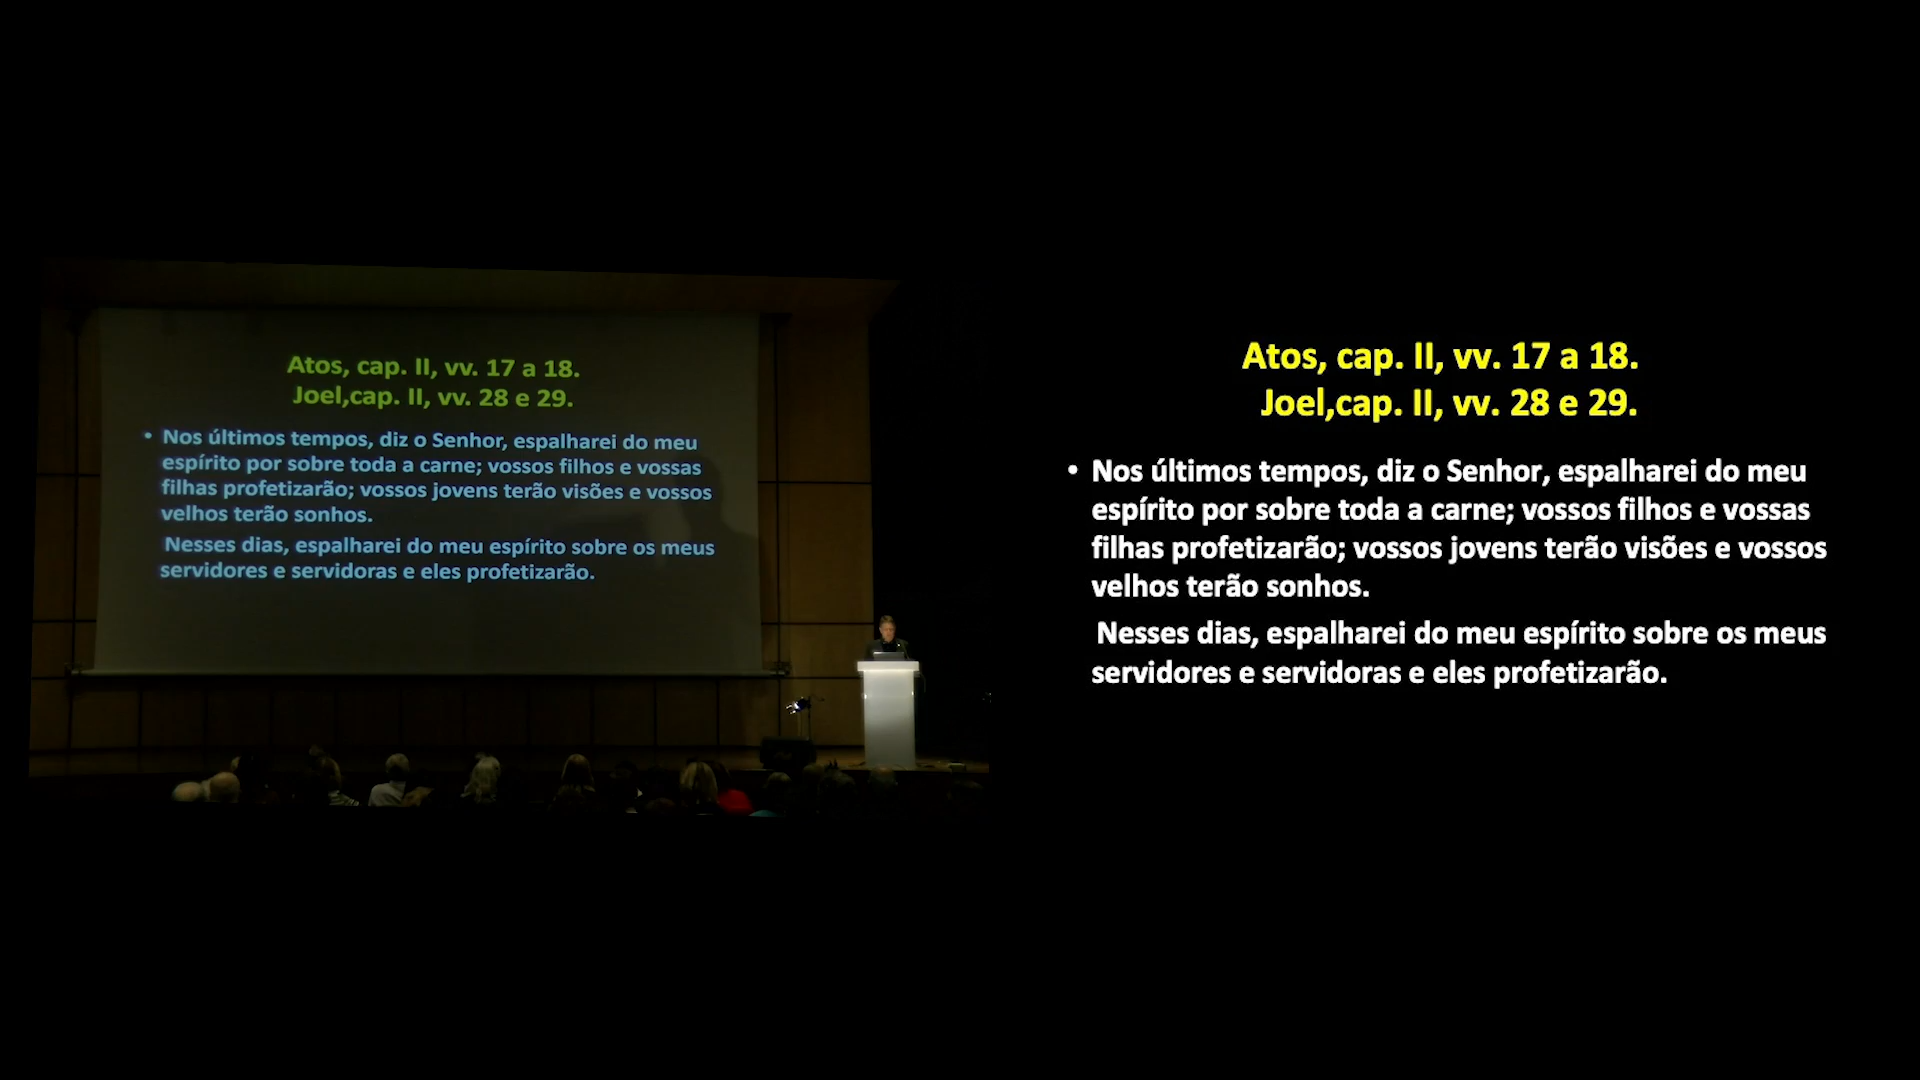 Atos, cap. II, vv. 17 a 18.
Joel,cap. II, vv. 28 e 29.
• Nos últimos tempos, diz o Senhor, espalharei do meu
espírito por sobre toda a carne; vossos filhos e vossas
filhas profetizarão; vossos jovens terão visões e vossos
velhos terão sonhos.
Nesses dias, espalharei do meu espírito sobre os meus
servidores e servidoras e eles profetizarão.
Atos, cap. II, vv. 17 a 18.
Joel,cap. II, vv. 28 e 29.
• Nos últimos tempos, diz o Senhor, espalharei do meu
espírito por sobre toda a carne; vossos filhos e vossas
filhas profetizarão; vossos jovens terão visões e vossos
velhos terão sonhos.
Nesses dias, espalharei do meu espírito sobre os meus
servidores e servidoras e eles profetizarão.